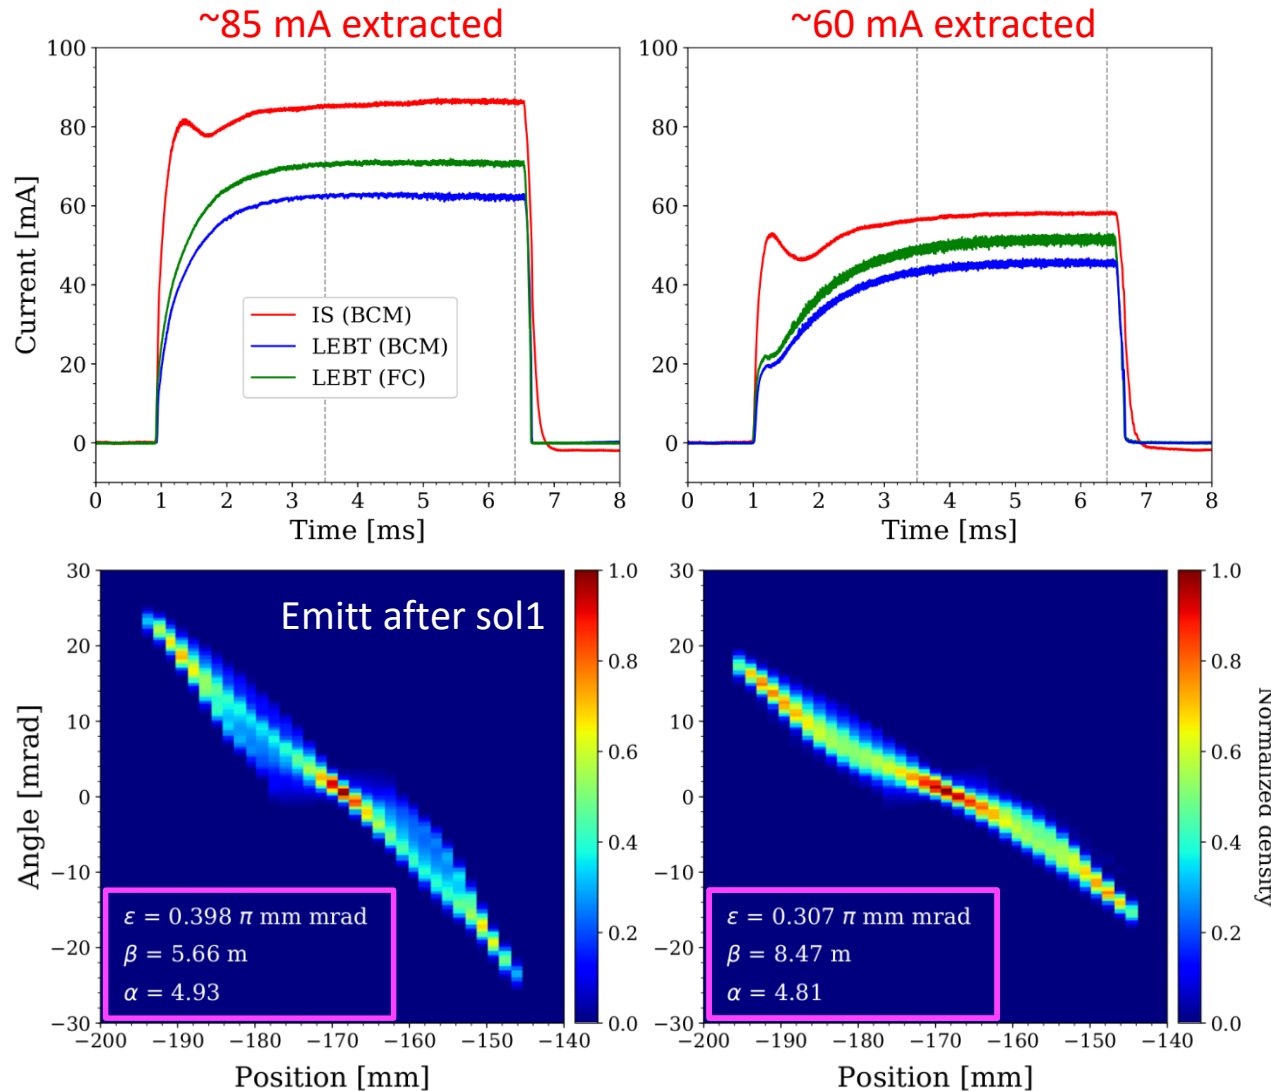 ~85 mA extracted
~60 mA extracted
100
80
60
40
20
0
Current [mA]
IS (BCM)
LEBT (BCM)
LEBT (FC)
0 1 2 3 4 5 6 7 8
Time [ms]
100
80
60
40
20
0
0 1 2 3 4 5 6 7 8
Time [ms]
30
20
10
0
−10
−20
−30
Angle [mrad]
Emitt after sol1
ε = 0.398 π mm mrad
β = 5.66 m
α = 4.93
−200 −190 −180 −170 −160 −150 −140
Position [mm]
1.0
0.8
0.6
0.4
0.2
0.0
30
20
10
0
−10
−20
−30
ε = 0.307 π mm mrad
β = 8.47 m
α = 4.81
−200 −190 −180 −170 −160 −150 −140
Position [mm]
1.0
0.8
0.6
0.4
0.2
0.0
Normalized density